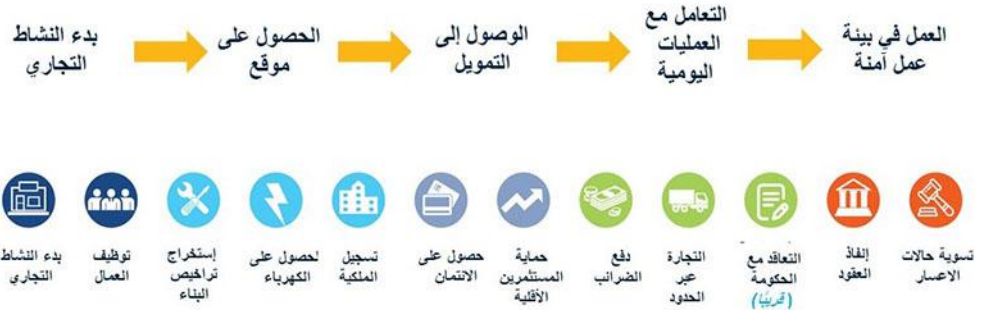 بدء النشاط
التجاري
الحصول على
موقع
الوصول إلى
التمويل
التعامل مع
العمليات
اليومية
العمل في بيئة
عمل آمنة
بدء النشاط
التجاري
توظيف
العمال
إستخراج
تراخيص
البناء
لحصول على
الكهرباء
تسجيل
الملكية
حصول على
الائتمان
حماية
المستثمرين
الأقلية
دفع
الضرائب
التجارة
عبر
الحدود
التعاقد مع
الحكومة
(قريبًا)
إنفاذ
العقود
تسوية حالات
الاعسار